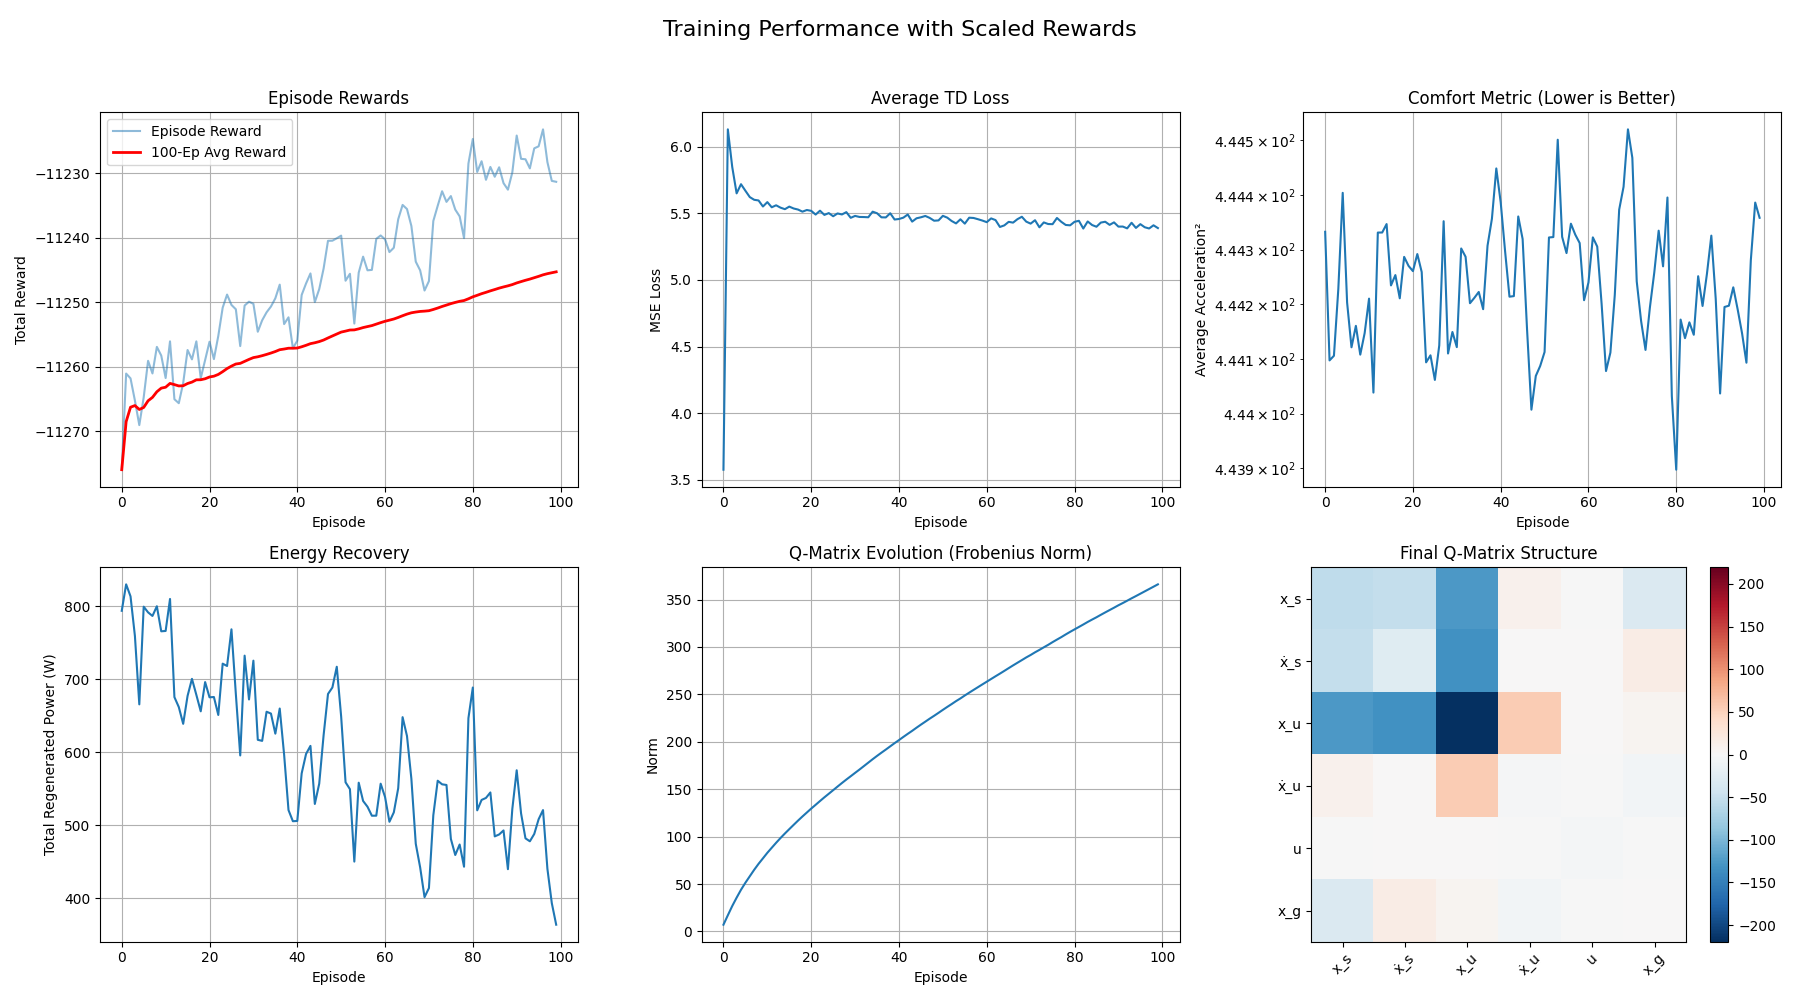 Training Performance with Scaled Rewards
Episode Rewards
Episode Reward
100-Ep Avg Reward
Total Reward
−11230
−11240
−11250
−11260
−11270
0 20 40 60 80 100
Episode
Average TD Loss
MSE Loss
6.0
5.5
5.0
4.5
4.0
3.5
0 20 40 60 80 100
Episode
Comfort Metric (Lower is Better)
Average Acceleration²
4.445 × 10²
4.444 × 10²
4.443 × 10²
4.442 × 10²
4.441 × 10²
4.44 × 10²
4.439 × 10²
0 20 40 60 80 100
Episode
Energy Recovery
Total Regenerated Power (W)
800
700
600
500
400
0 20 40 60 80 100
Episode
Q-Matrix Evolution (Frobenius Norm)
Norm
350
300
250
200
150
100
50
0
0 20 40 60 80 100
Episode
Final Q-Matrix Structure
x_s
ẋ_s
x_u
ẋ_u
u
x_g
x_s ẋ_s x_u ẋ_u u x_g
200
150
100
50
0
−50
−100
−150
−200